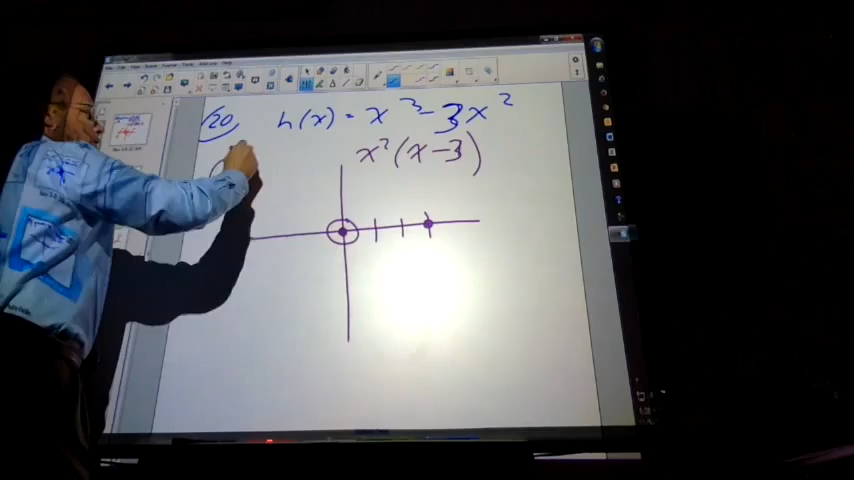 20 h(x) = x³ - 3x²
x²(x-3)